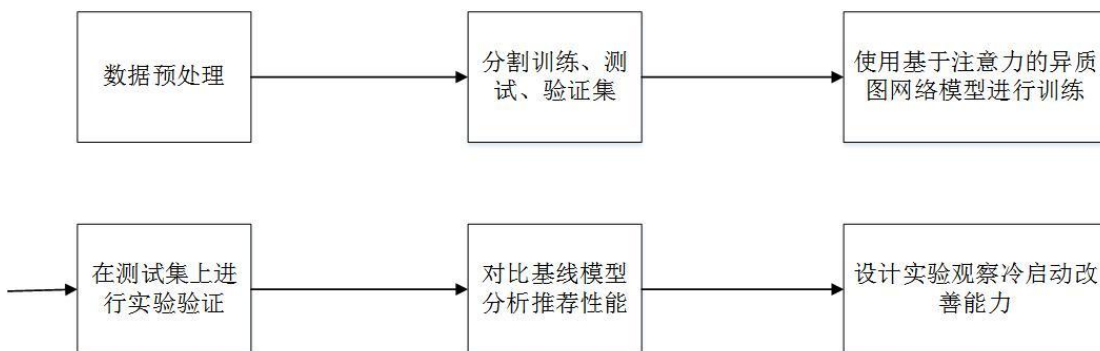 数据预处理
分割训练、测
试、验证集
使用基于注意力的异质
图网络模型进行训练
在测试集上进
行实验验证
对比基线模型
分析推荐性能
设计实验观察冷启动改
善能力